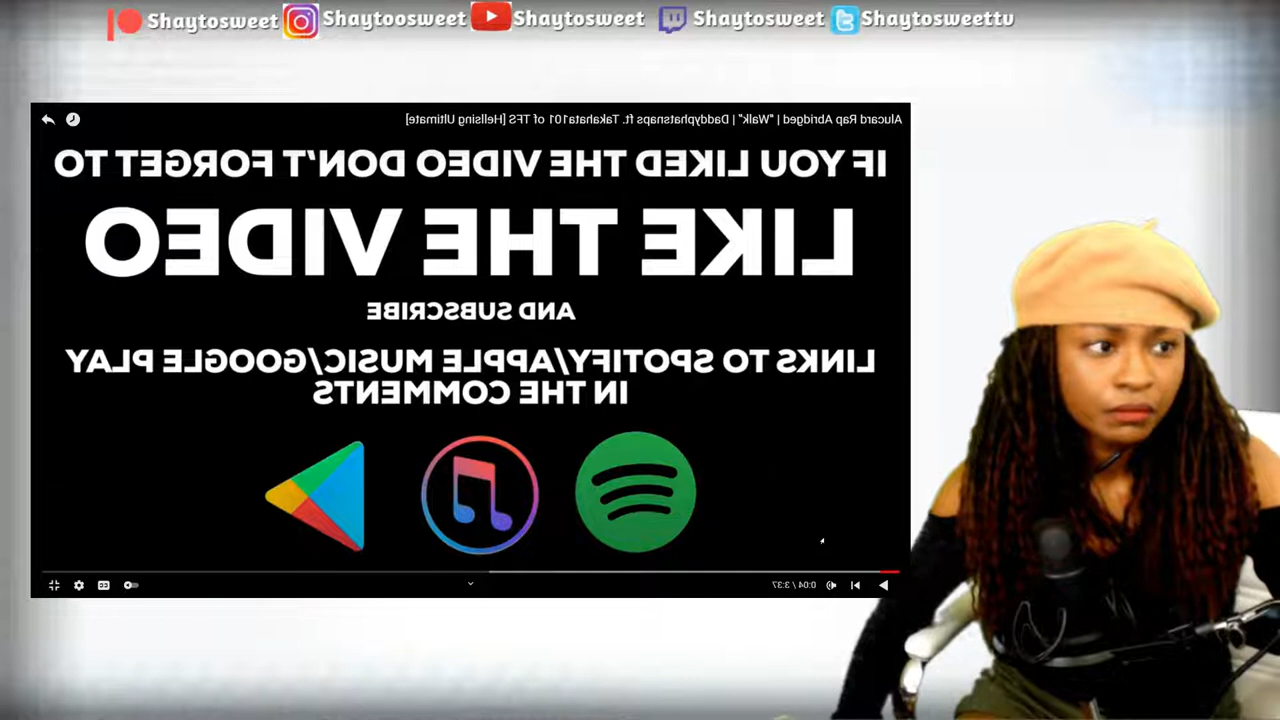 Shaytosweet Shaytoosweet Shaytosweet Shaytosweet Shaytosweettv
Alucard Rap Abridged | "Walk" | Daddyphatsnaps ft. Takahata101 of TFS [Hellsing Ultimate]
IF YOU LIKED THE VIDEO DON'T FORGET TO
LIKE THE VIDEO
AND SUBSCRIBE
LINKS TO SPOTIFY/APPLE MUSIC/GOOGLE PLAY
IN THE COMMENTS
0:04 / 3:37